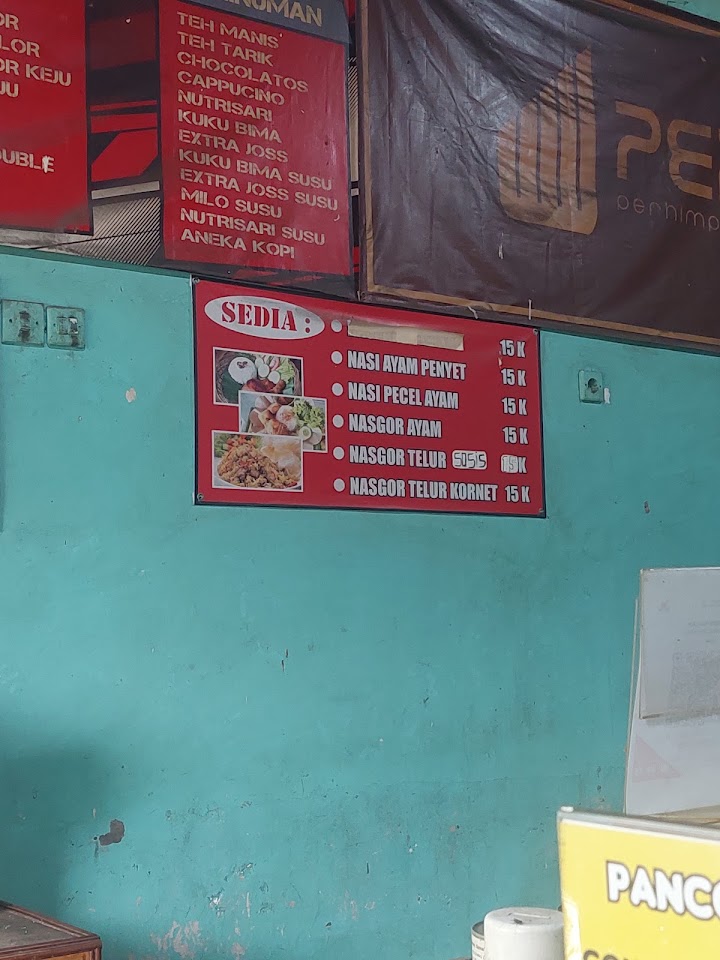 OR
LOR
OR KEJU
JU
OUBLE
TEH MANIS
TEH TARIK
CHOCOLATOS
CAPPUCINO
NUTRISARI
KUKU BIMA
EXTRA JOSS
KUKU BIMA SUSU
EXTRA JOSS SUSU
MILO SUSU
NUTRISARI SUSU
ANEKA KOPI
PE
perhimp
SEDIA :
15 K
NASI AYAM PENYET 15 K
NASI PECEL AYAM 15 K
NASGOR AYAM 15 K
NASGOR TELUR SOSIS 15 K
NASGOR TELUR KORNET 15 K
PANC